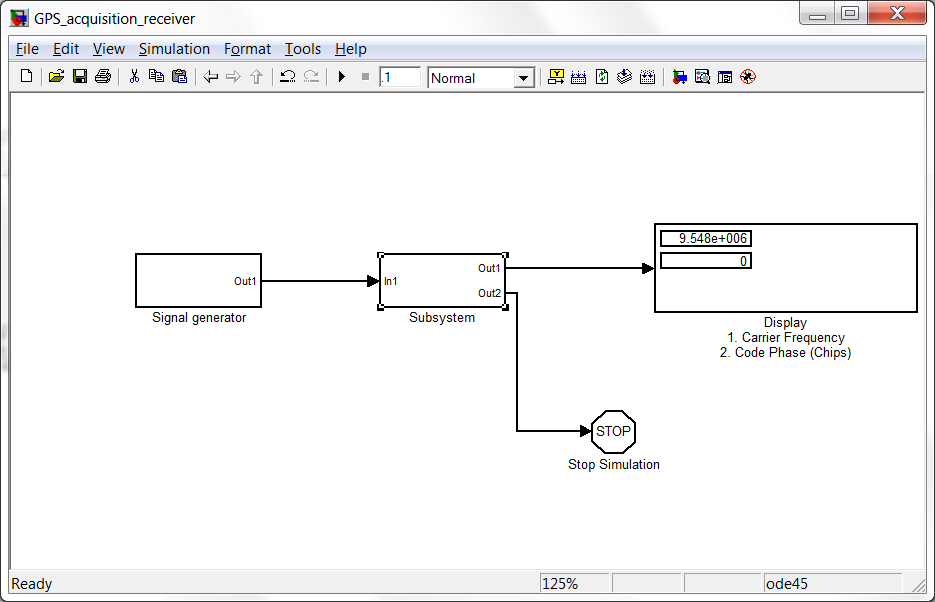 GPS_acquisition_receiver
File Edit View Simulation Format Tools Help
.1 Normal
9.548e+006
0
Out1
In1
Out1
Out2
Signal generator
Subsystem
Display
1. Carrier Frequency
2. Code Phase (Chips)
STOP
Stop Simulation
Ready 125% ode45